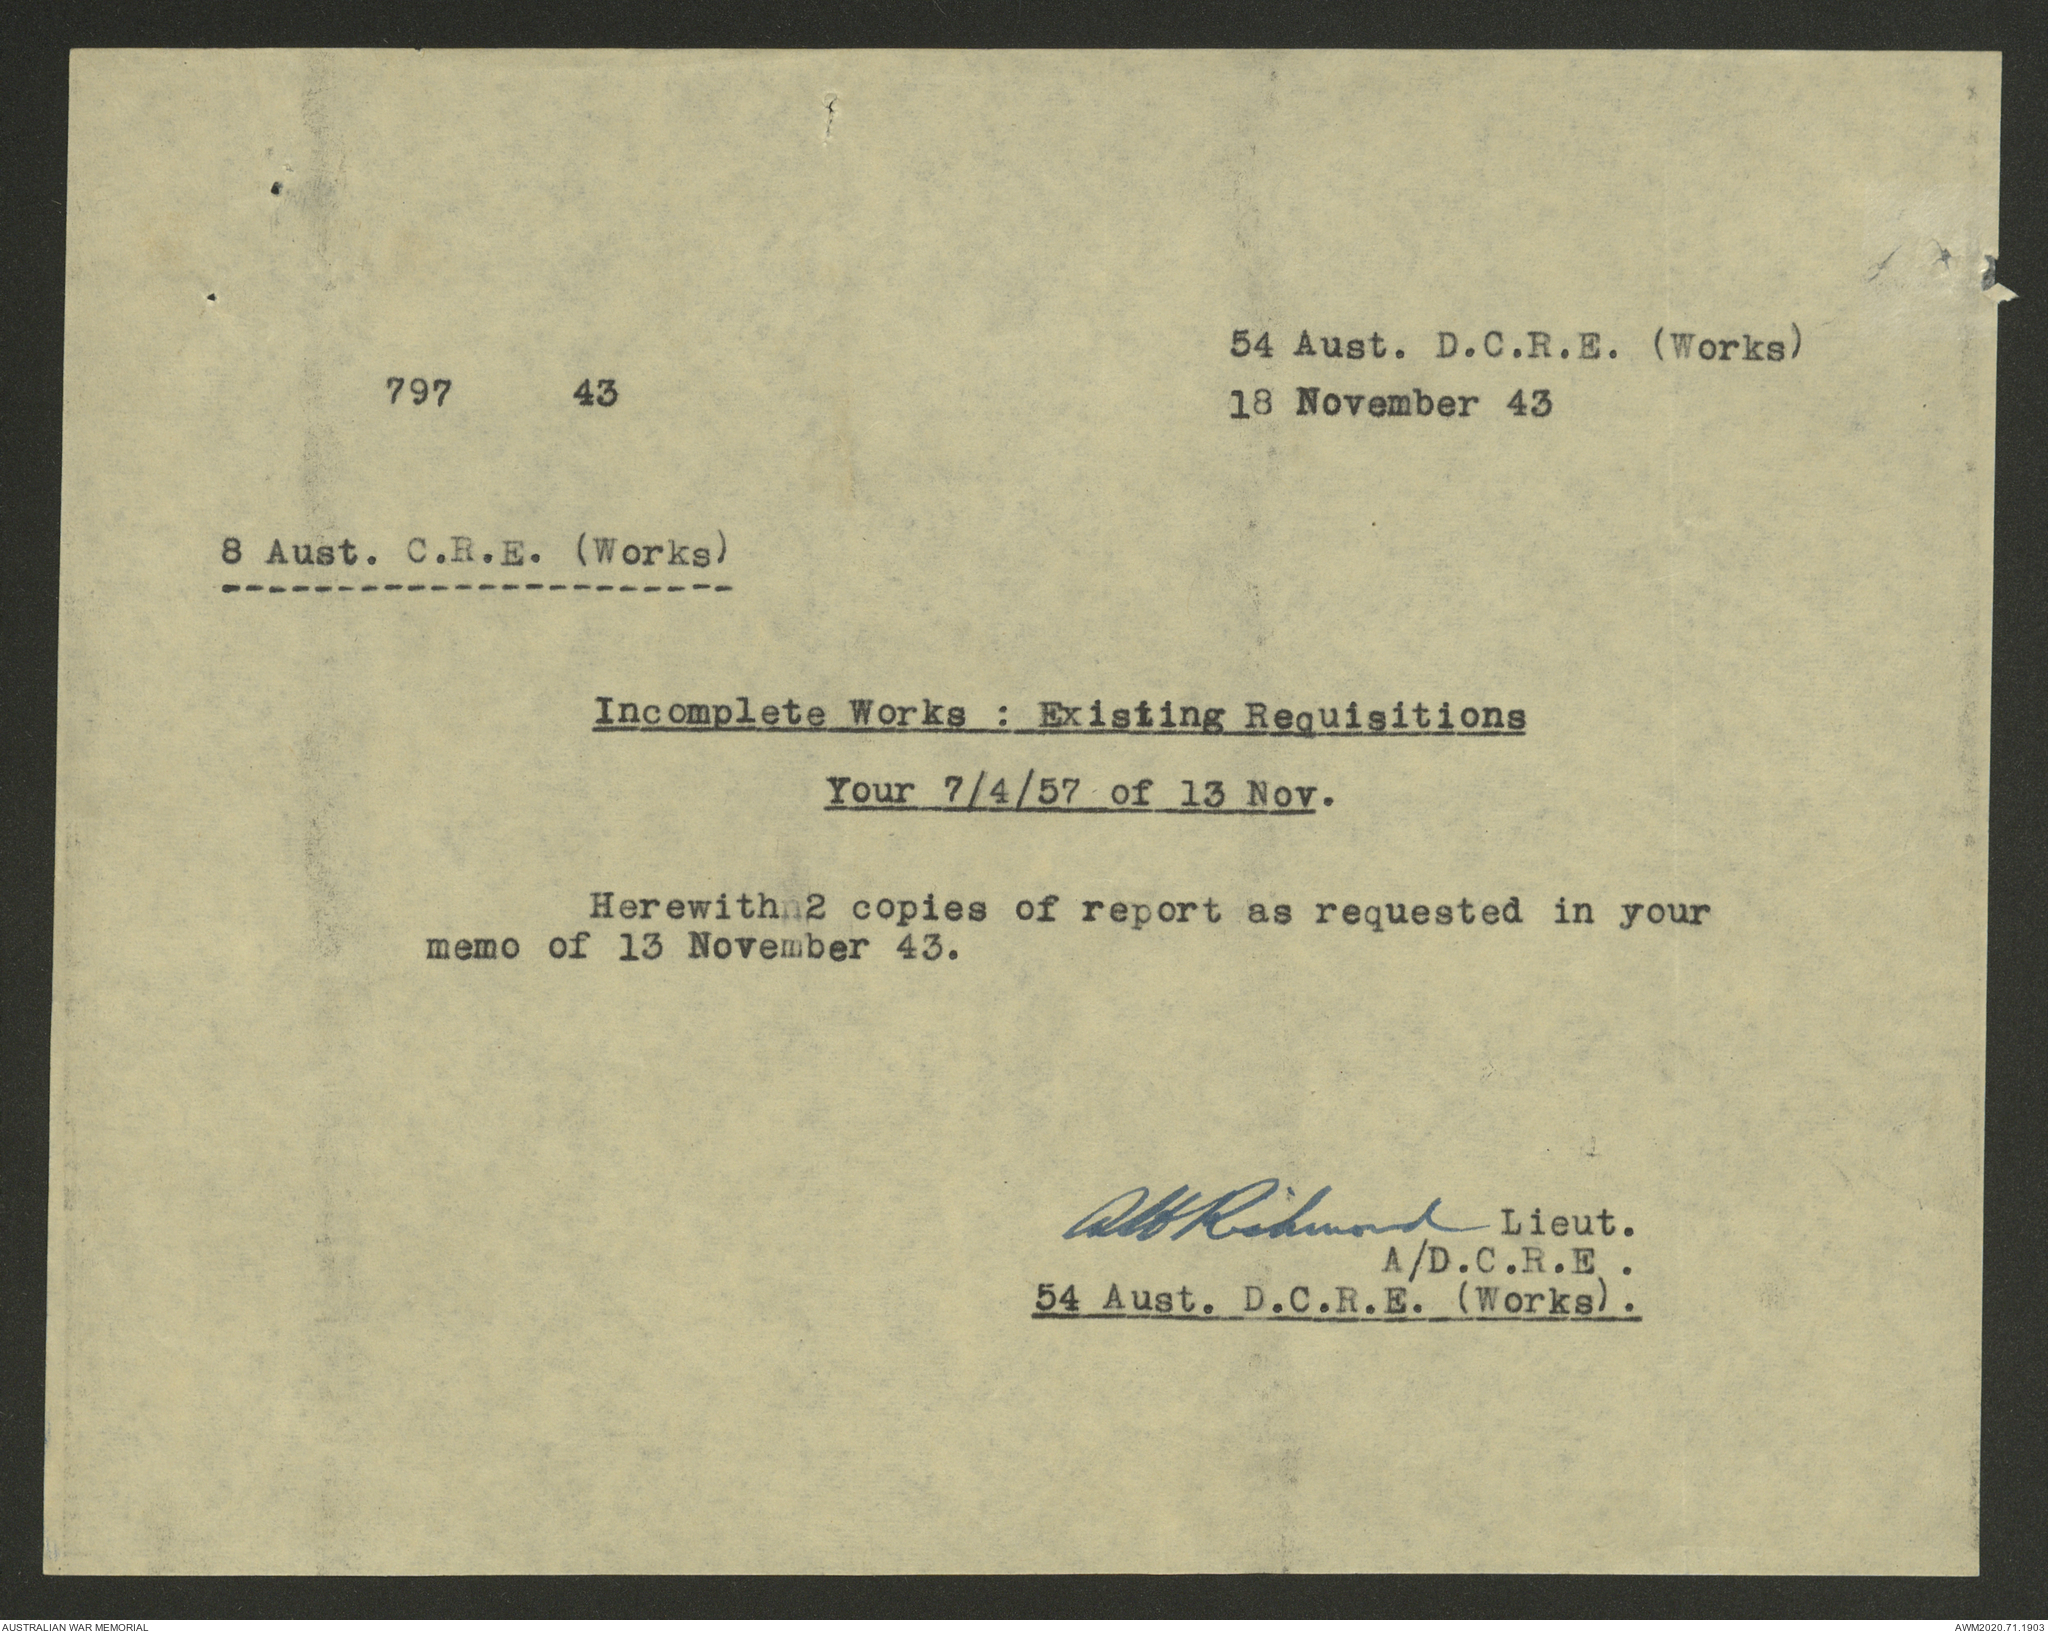 54 Aust. D.C.R.E. (Works)
797 43
18 November 43
8 Aust. C.R.E. (Works)
Incomplete Works : Existing Requisitions
Your 7/4/57 of 13 Nov.
Herewith 2 copies of report as requested in your
memo of 13 November 43.
Richmond Lieut.
A/D.C.R.E .
54 Aust. D.C.R.E. (Works).
AUSTRALIAN WAR MEMORIAL
AWM2020.71.1903